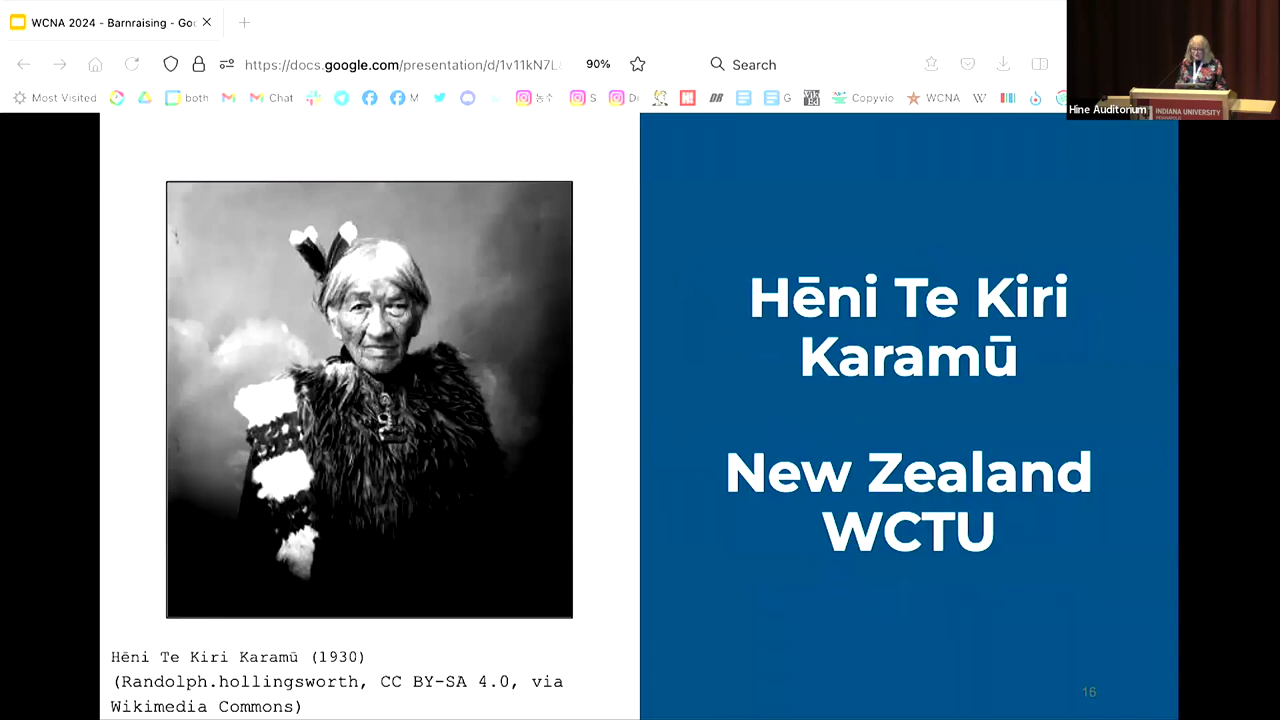 WCNA 2024 - Barnraising - Goo
https://docs.google.com/presentation/d/1v11kN7L
90%
Search
Most Visited
both
Chat
M
농수
S
G
Copyvio
WCNA
Hine Auditorium
INDIANA UNIVERSITY
Hēni Te Kiri
Karamū
New Zealand
WCTU
Hēni Te Kiri Karamū (1930)
(Randolph.hollingsworth, CC BY-SA 4.0, via
Wikimedia Commons)
16